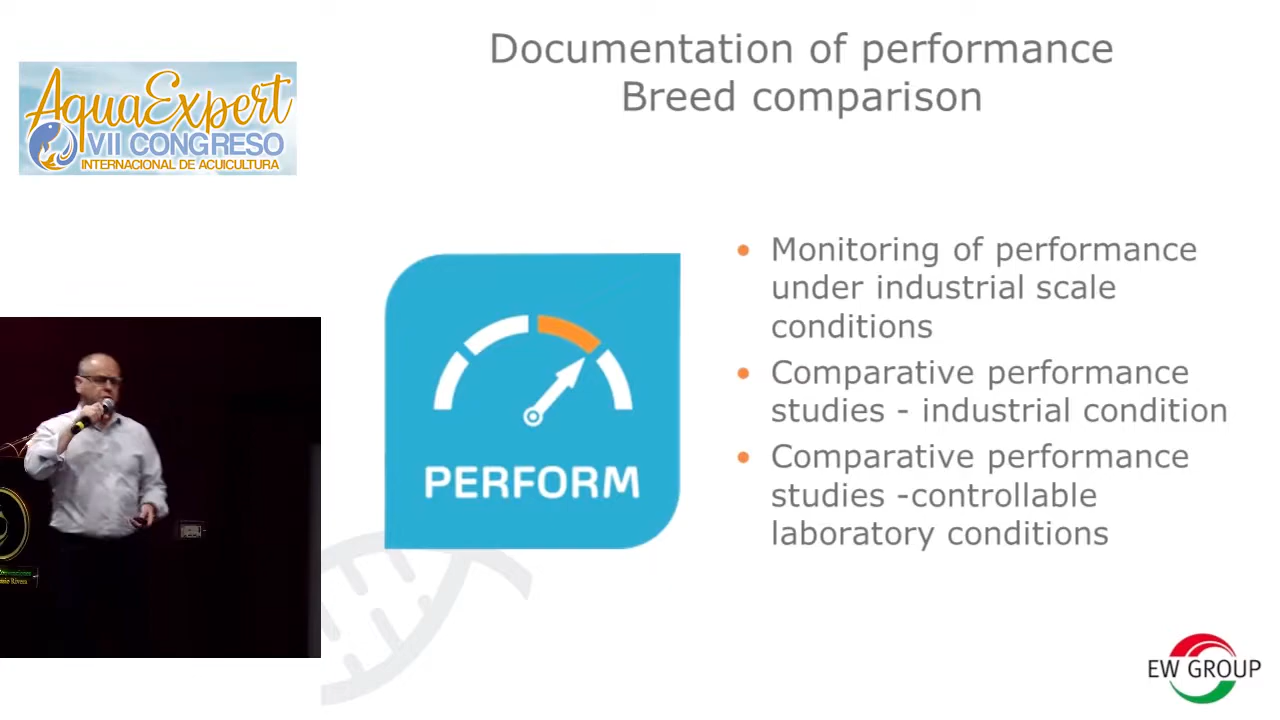 Documentation of performance
Breed comparison
AquaExpert
VII CONGRESO
INTERNACIONAL DE ACUICULTURA
• Monitoring of performance
under industrial scale
conditions
• Comparative performance
studies - industrial condition
• Comparative performance
studies -controllable
laboratory conditions
PERFORM
EW GROUP